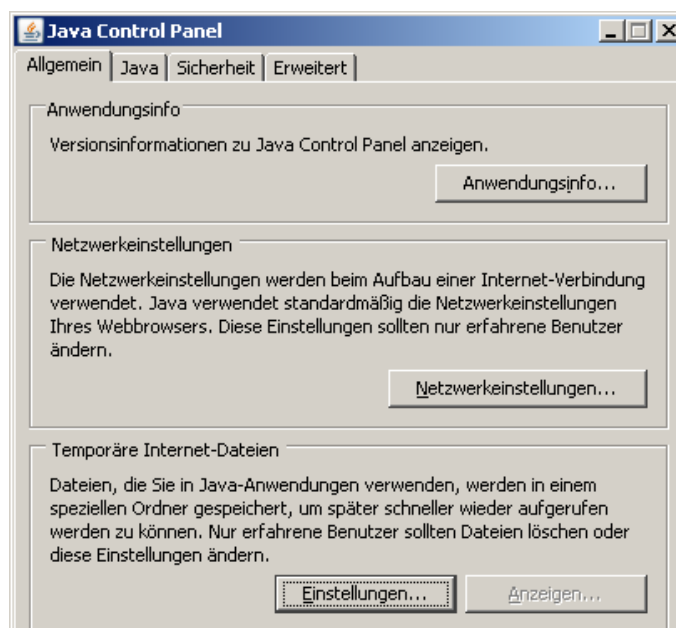 Java Control Panel
Allgemein Java Sicherheit Erweitert
Anwendungsinfo
Versionsinformationen zu Java Control Panel anzeigen.
Anwendungsinfo...
Netzwerkeinstellungen
Die Netzwerkeinstellungen werden beim Aufbau einer Internet-Verbindung
verwendet. Java verwendet standardmäßig die Netzwerkeinstellungen
Ihres Webbrowsers. Diese Einstellungen sollten nur erfahrene Benutzer
ändern.
Netzwerkeinstellungen...
Temporäre Internet-Dateien
Dateien, die Sie in Java-Anwendungen verwenden, werden in einem
speziellen Ordner gespeichert, um später schneller wieder aufgerufen
werden zu können. Nur erfahrene Benutzer sollten Dateien löschen oder
diese Einstellungen ändern.
Einstellungen... Anzeigen...